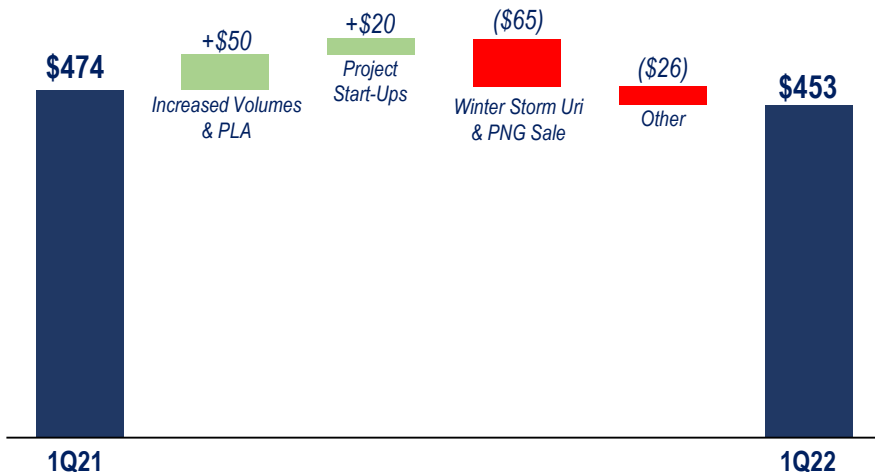 $474
+$50
Increased Volumes
& PLA
+$20
Project
Start-Ups
($65)
Winter Storm Uri
& PNG Sale
($26)
Other
$453
1Q21
1Q22